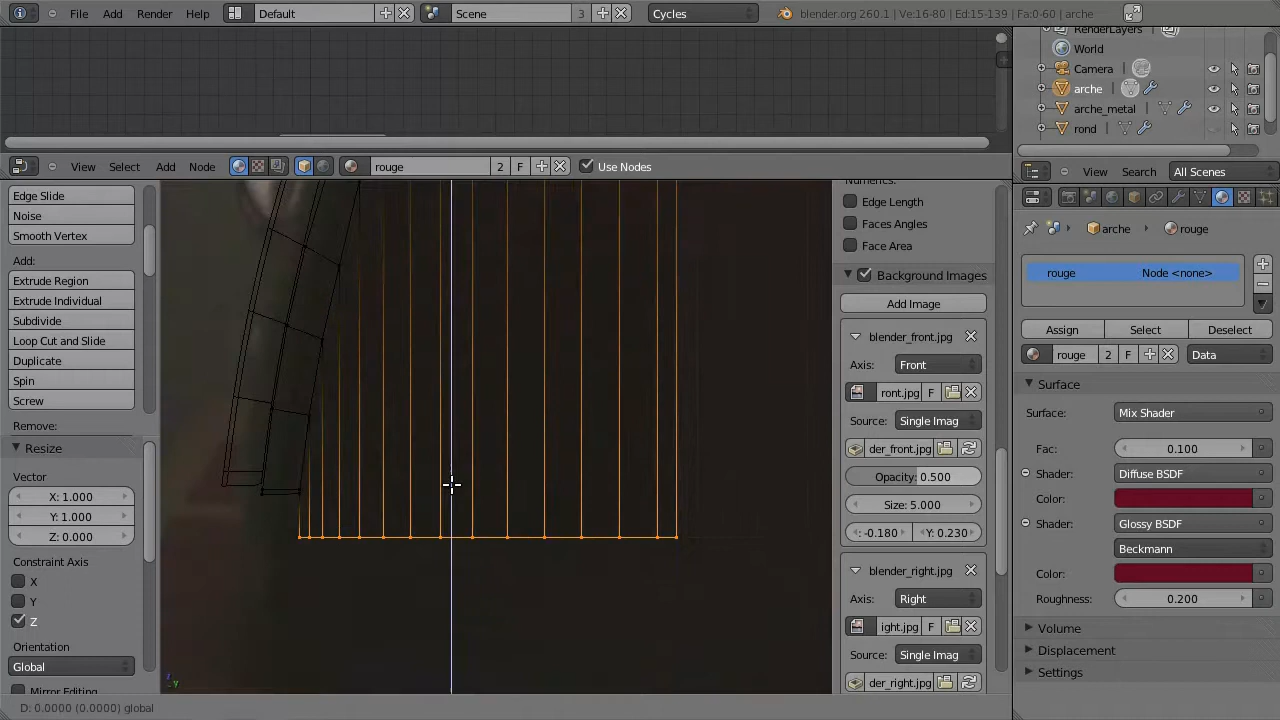 File Add Render Help Default Scene 3 Cycles blender.org 260.1 | Ve:16-80 | Ed:15-139 | Fa:0-60 | arche
RenderLayers
World
Camera
arche
arche_metal
rond
View Select Add Node rouge 2 F Use Nodes
View Search All Scenes
Edge Slide
Noise
Smooth Vertex
Add:
Extrude Region
Extrude Individual
Subdivide
Loop Cut and Slide
Duplicate
Spin
Screw
Remove:
Resize
Vector
X: 1.000
Y: 1.000
Z: 0.000
Constraint Axis
X
Y
Z
Orientation
Global
Mirror Editing
Numerics:
Edge Length
Faces Angles
Face Area
Background Images
Add Image
blender_front.jpg
Axis: Front
ront.jpg F
Source: Single Imag
der_front.jpg
Opacity: 0.500
Size: 5.000
: -0.180 Y: 0.230
blender_right.jpg
Axis: Right
ight.jpg F
Source: Single Imag
der_right.jpg
arche rouge
rouge Node <none>
Assign Select Deselect
rouge 2 F Data
Surface
Surface: Mix Shader
Fac: 0.100
Shader: Diffuse BSDF
Color:
Shader: Glossy BSDF
Beckmann
Color:
Roughness: 0.200
Volume
Displacement
Settings
y
D: 0.0000 (0.0000) global